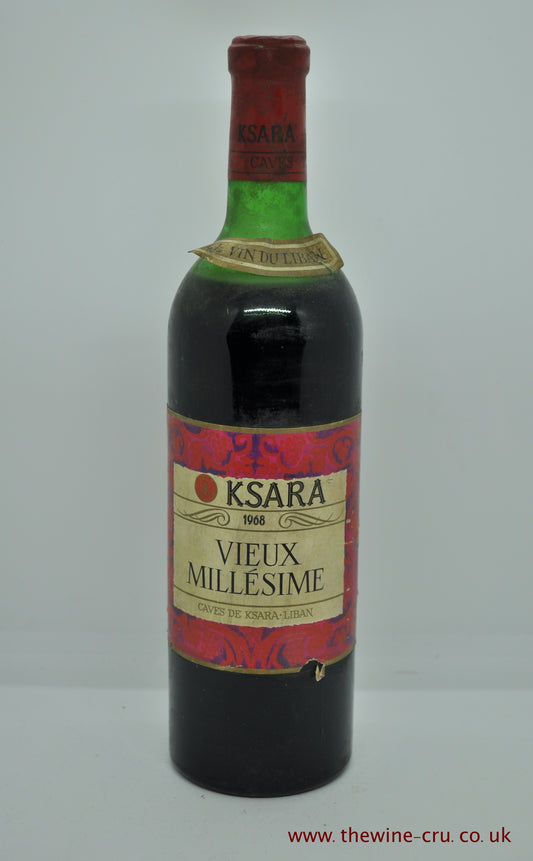 KSARA
CAVES
VIN DU LIBAN
KSARA
1968
VIEUX
MILLÉSIME
CAVES DE KSARA·LIBAN
www.thewine-cru.co.uk